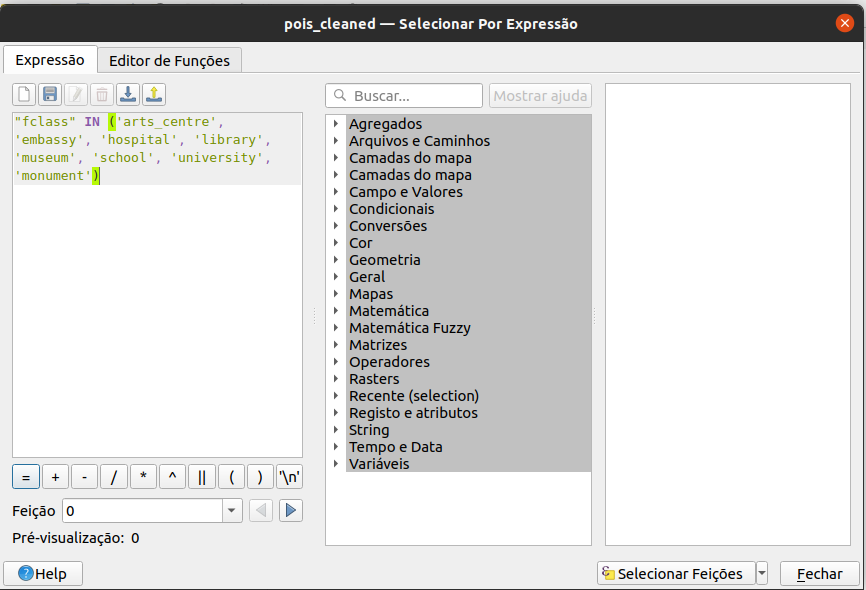 pois_cleaned — Selecionar Por Expressão
Expressão
Editor de Funções
"fclass" IN ('arts_centre',
'embassy', 'hospital', 'library',
'museum', 'school', 'university',
'monument')
Buscar...
Mostrar ajuda
Agregados
Arquivos e Caminhos
Camadas do mapa
Camadas do mapa
Campo e Valores
Condicionais
Conversões
Cor
Geometria
Geral
Mapas
Matemática
Matemática Fuzzy
Matrizes
Operadores
Rasters
Recente (selection)
Registo e atributos
String
Tempo e Data
Variáveis
= + - / * ^ || ( ) '\n'
Feição 0
Pré-visualização: 0
Help
Selecionar Feições
Fechar